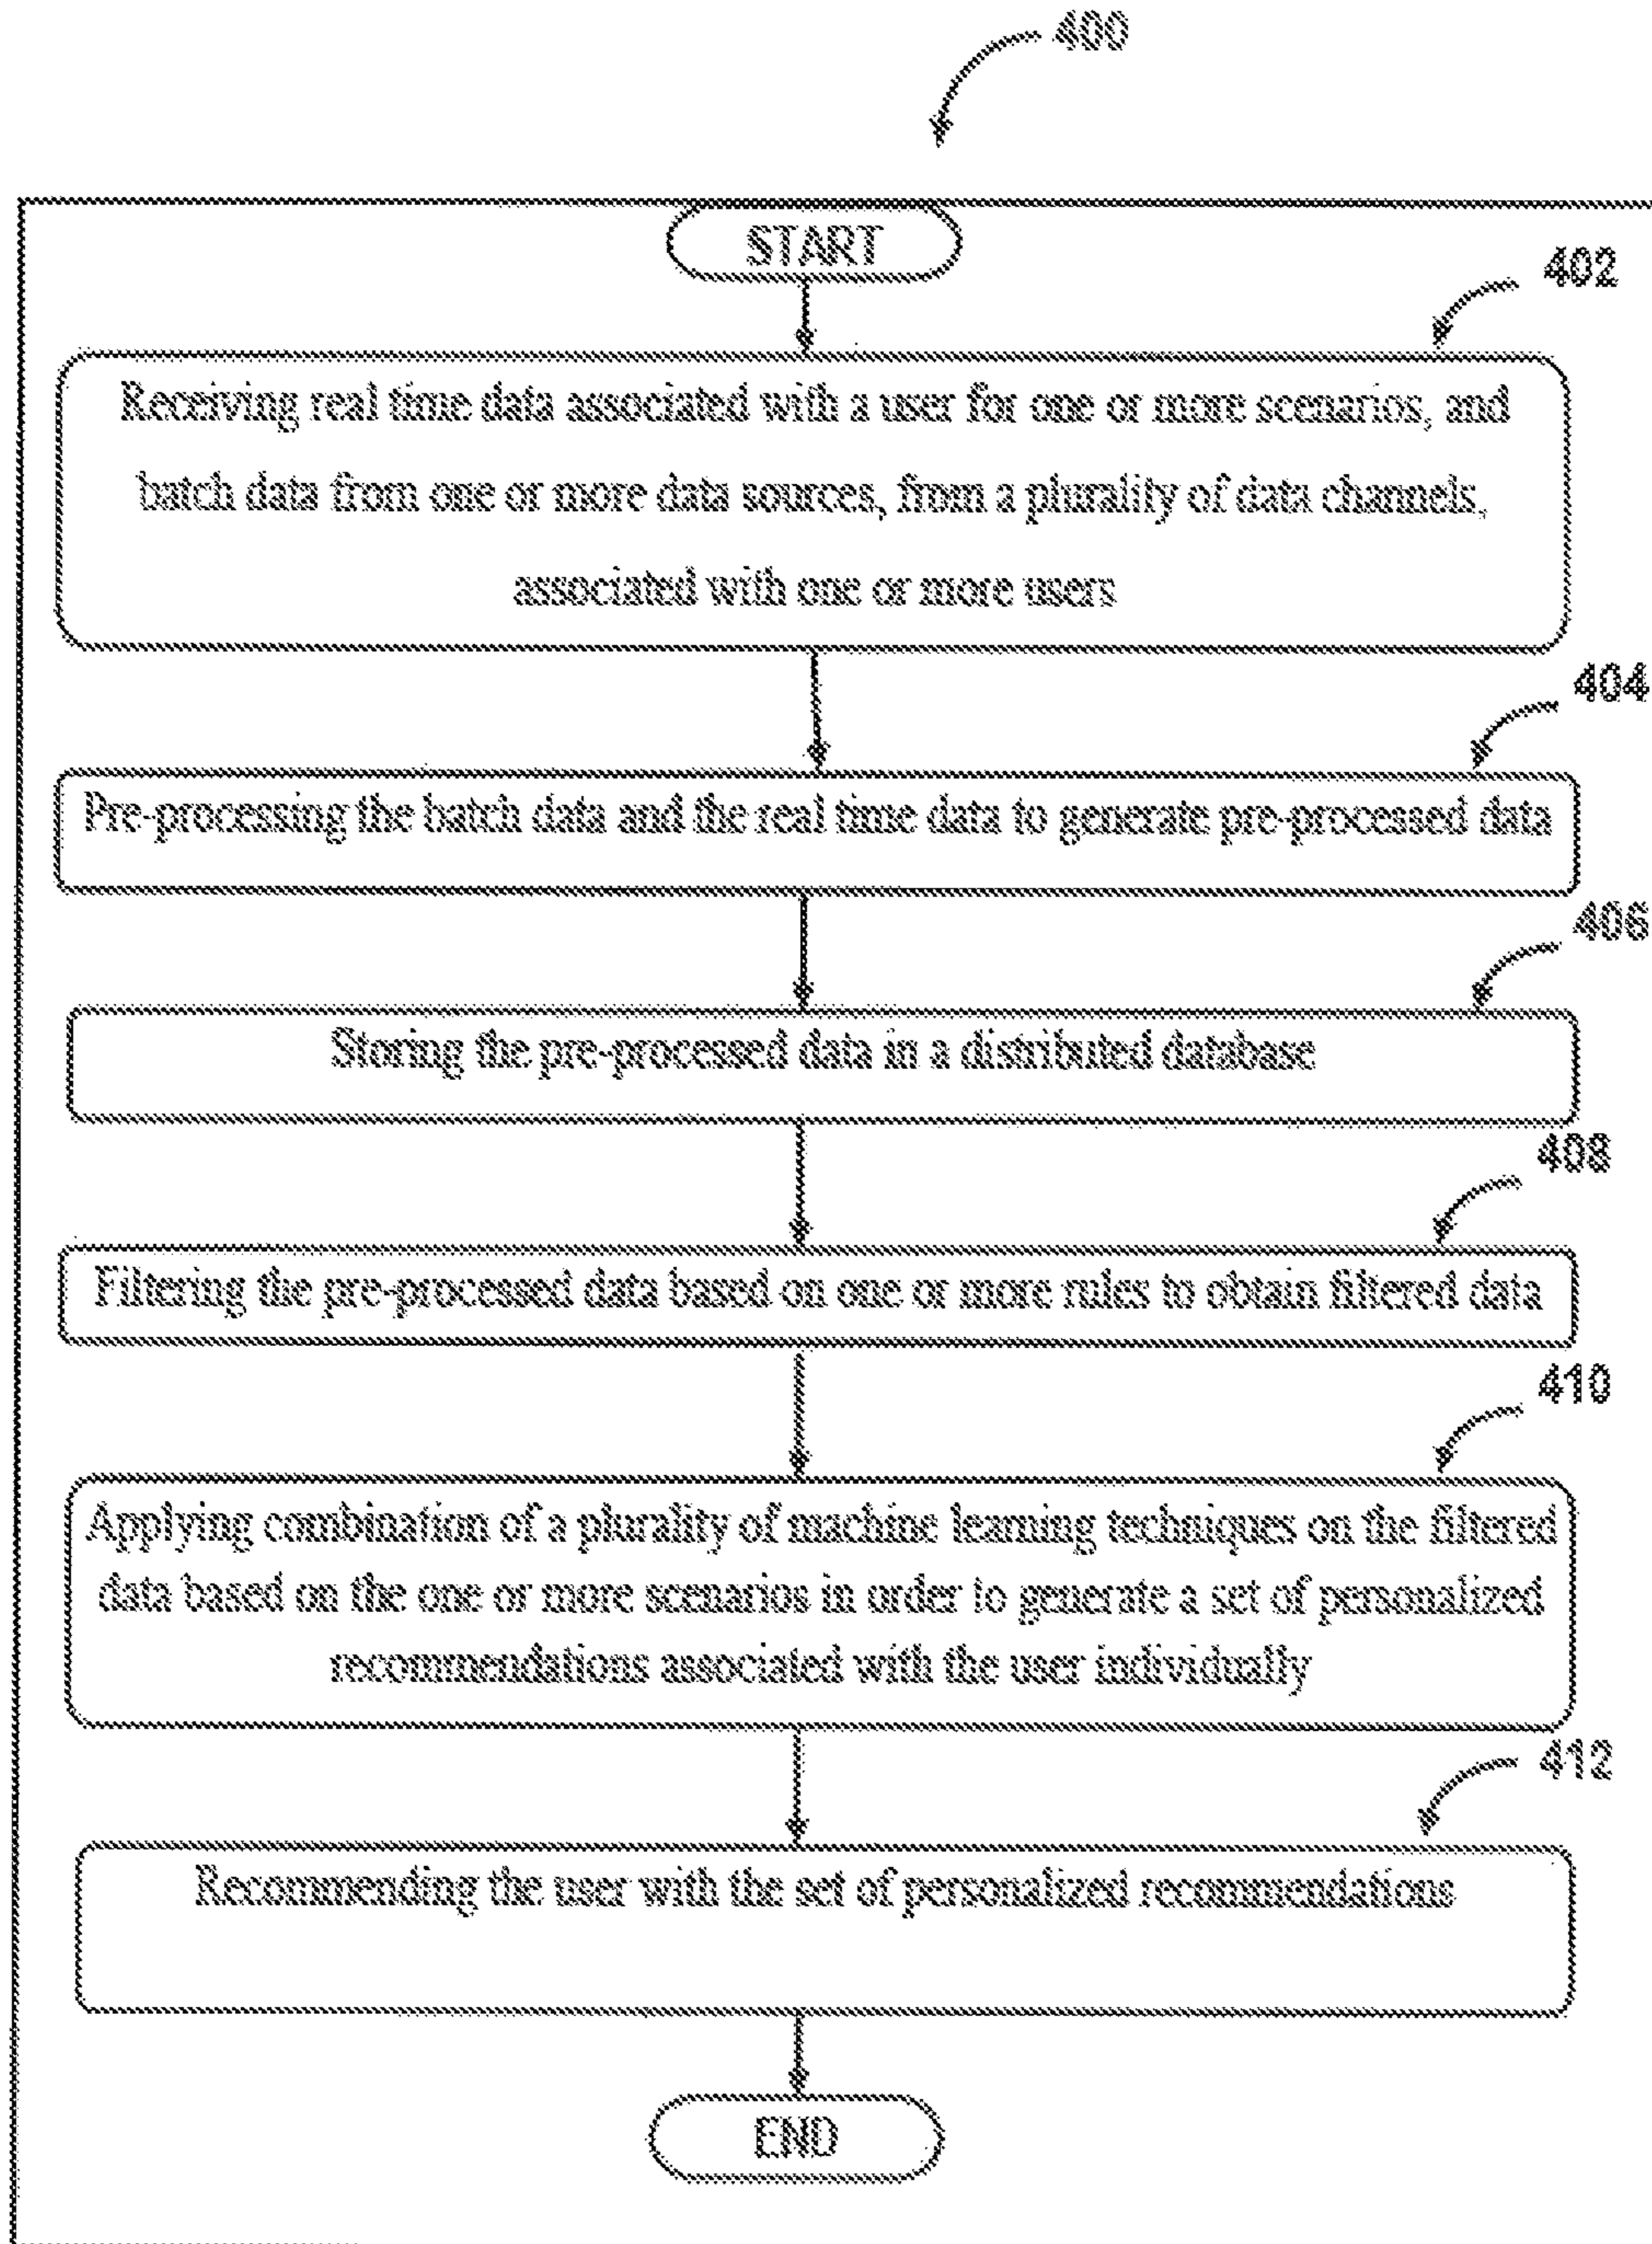 400
START
402
Receiving real time data associated with a user for one or more scenarios, and
batch data from one or more data sources, from a plurality of data channels,
associated with one or more users
404
Pre-processing the batch data and the real time data to generate pre-processed data
406
Storing the pre-processed data in a distributed database
408
Filtering the pre-processed data based on one or more rules to obtain filtered data
410
Applying combination of a plurality of machine learning techniques on the filtered
data based on the one or more scenarios in order to generate a set of personalized
recommendations associated with the user individually
412
Recommending the user with the set of personalized recommendations
END